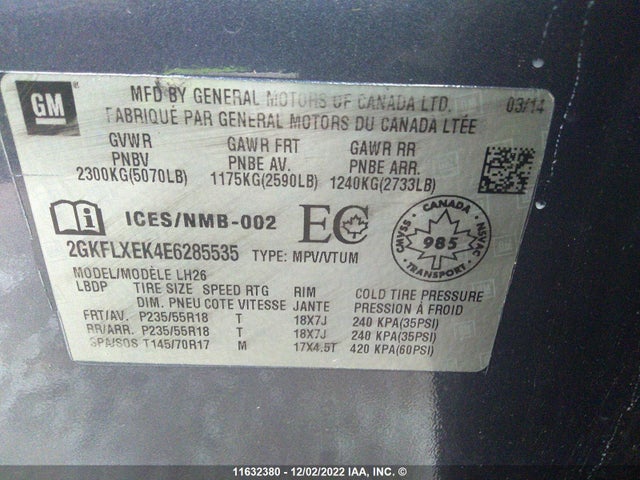 GM
MFD BY GENERAL MOTORS OF CANADA LTD. 03/14
FABRIQUÉ PAR GENERAL MOTORS DU CANADA LTÉE
GVWR GAWR FRT GAWR RR
PNBV PNBE AV. PNBE ARR.
2300KG(5070LB) 1175KG(2590LB) 1240KG(2733LB)
ICES/NMB-002 EC
2GKFLXEK4E6285535 TYPE: MPV/VTUM
CANADA
CMVSS 985 NSVAC
TRANSPORT
MODEL/MODÈLE LH26
LBDP TIRE SIZE SPEED RTG RIM COLD TIRE PRESSURE
DIM. PNEU COTE VITESSE JANTE PRESSION À FROID
FRT/AV. P235/55R18 T 18X7J 240 KPA(35PSI)
RR/ARR. P235/55R18 T 18X7J 240 KPA(35PSI)
SPA/SOS T145/70R17 M 17X4.5T 420 KPA(60PSI)
11632380 - 12/02/2022 IAA, INC. ©